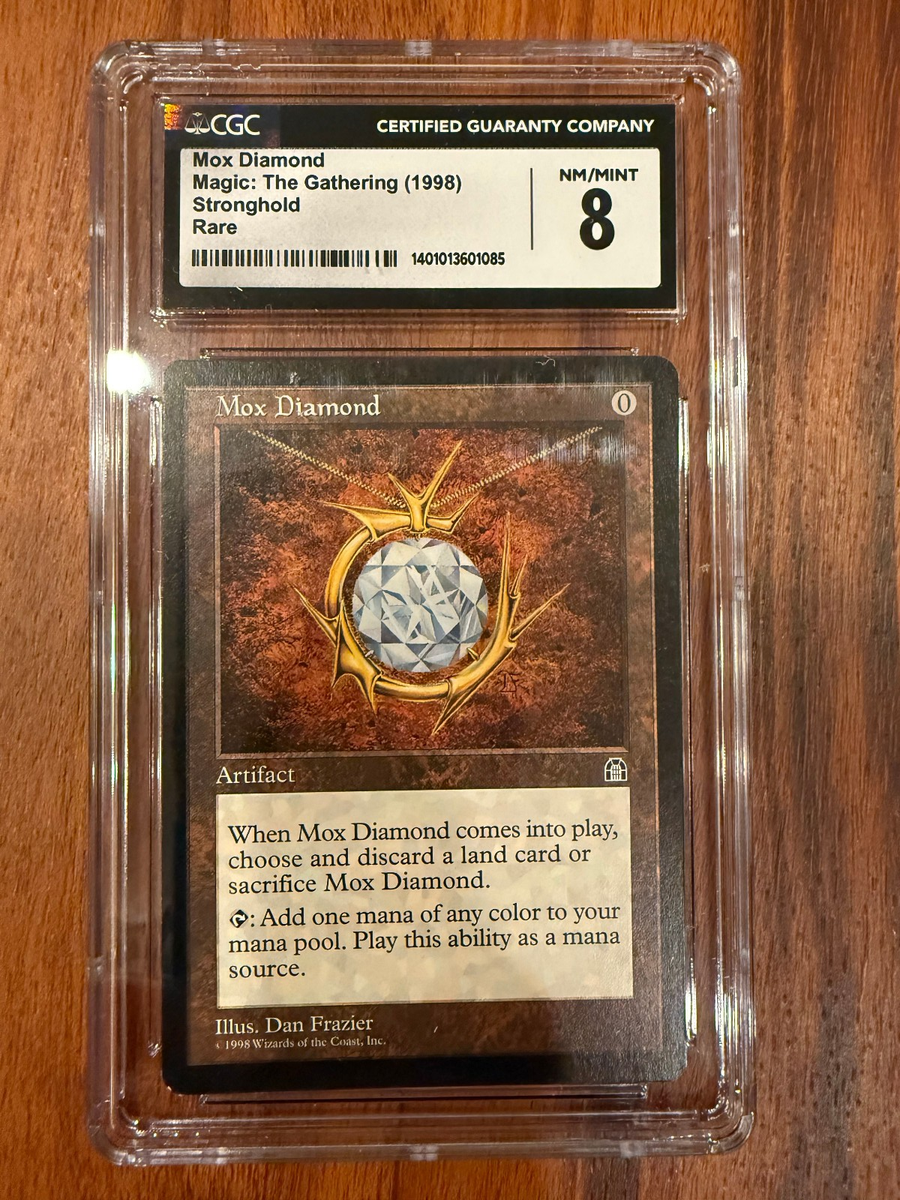 CGC
CERTIFIED GUARANTY COMPANY
Mox Diamond
Magic: The Gathering (1998)
Stronghold
Rare
NM/MINT
8
1401013601085
Mox Diamond
0
DF
Artifact
When Mox Diamond comes into play,
choose and discard a land card or
sacrifice Mox Diamond.
: Add one mana of any color to your
mana pool. Play this ability as a mana
source.
Illus. Dan Frazier
© 1998 Wizards of the Coast, Inc.